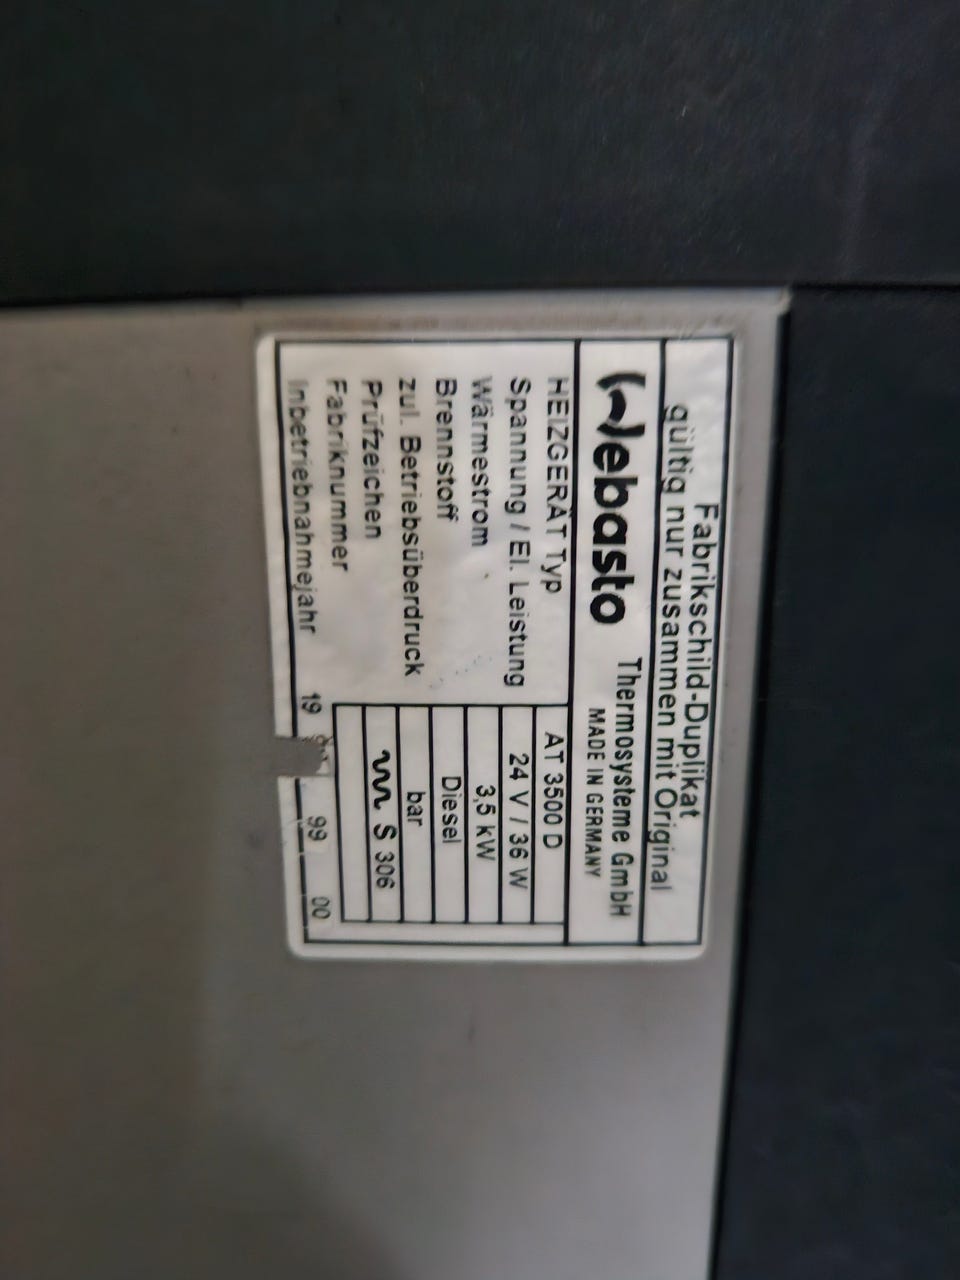 Fabrikschild-Duplikat
gültig nur zusammen mit Original
Webasto Thermosysteme GmbH
MADE IN GERMANY
HEIZGERÄT Typ AT 3500 D
Spannung / El. Leistung 24 V / 36 W
Wärmestrom 3,5 kW
Brennstoff Diesel
zul. Betriebsüberdruck bar
Prüfzeichen S 306
Fabriknummer
Inbetriebnahmejahr 19 99 00